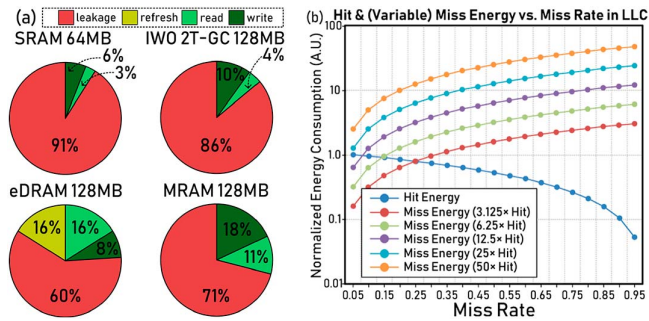 (a)
leakage refresh read write
SRAM 64MB
6%
3%
91%
IWO 2T-GC 128MB
4%
10%
86%
eDRAM 128MB
16%
16%
8%
60%
MRAM 128MB
18%
11%
71%
(b)
Hit & (Variable) Miss Energy vs. Miss Rate in LLC
Normalized Energy Consumption (A.U.)
100
10
1.0
0.1
0.01
Hit Energy
Miss Energy (3.125× Hit)
Miss Energy (6.25× Hit)
Miss Energy (12.5× Hit)
Miss Energy (25× Hit)
Miss Energy (50× Hit)
0.05 0.15 0.25 0.35 0.45 0.55 0.65 0.75 0.85 0.95
Miss Rate